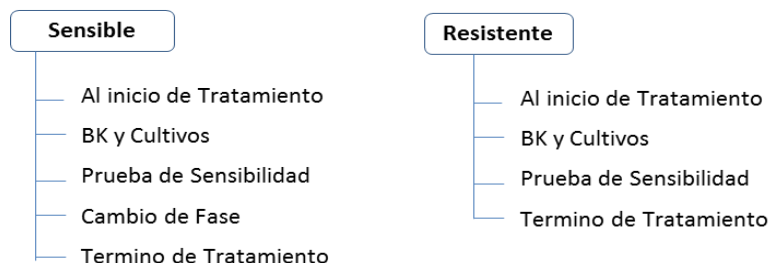 Sensible
Al inicio de Tratamiento
BK y Cultivos
Prueba de Sensibilidad
Cambio de Fase
Termino de Tratamiento
Resistente
Al inicio de Tratamiento
BK y Cultivos
Prueba de Sensibilidad
Termino de Tratamiento